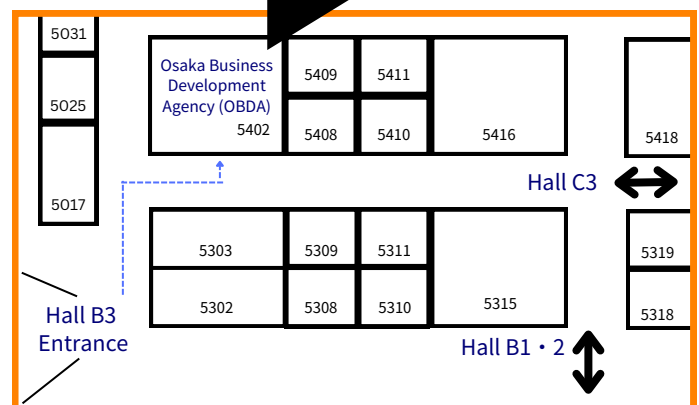 5031
5025
5017
Osaka Business
Development
Agency (OBDA)
5402
5409
5411
5408
5410
5416
5418
Hall C3
5303
5309
5311
5302
5308
5310
5315
5319
5318
Hall B3
Entrance
Hall B1・2